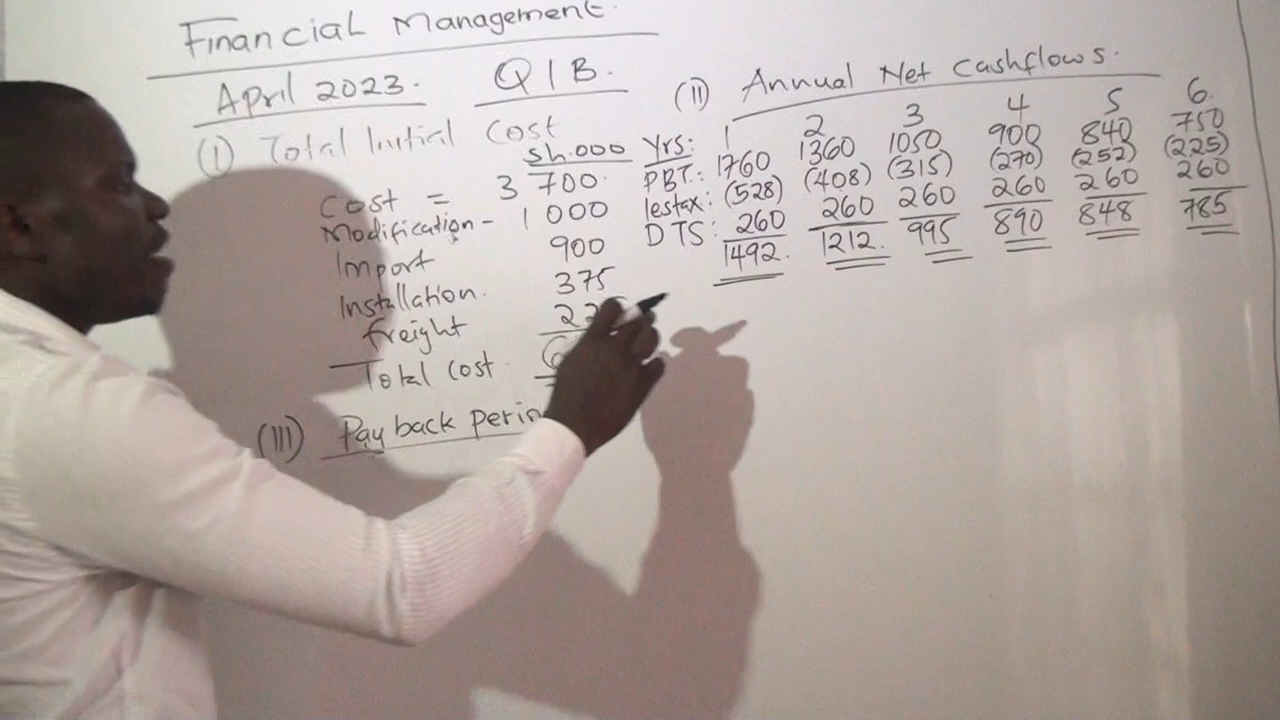 Financial Management.
April 2023. Q1B.
(I) Total Initial Cost
Sh.000
Cost = 3 700
Modification - 1 000
Import 900
Installation. 375
freight
Total cost.
(II) Annual Net Cashflows.
Yrs: 1 2 3 4 5 6.
PBT: 1760 1360 1050 900 840 750
lestax: (528) (408) (315) (270) (252) (225)
DTS: 260 260 260 260 260 260
1492. 1212. 995 890 848 785
(III) Payback